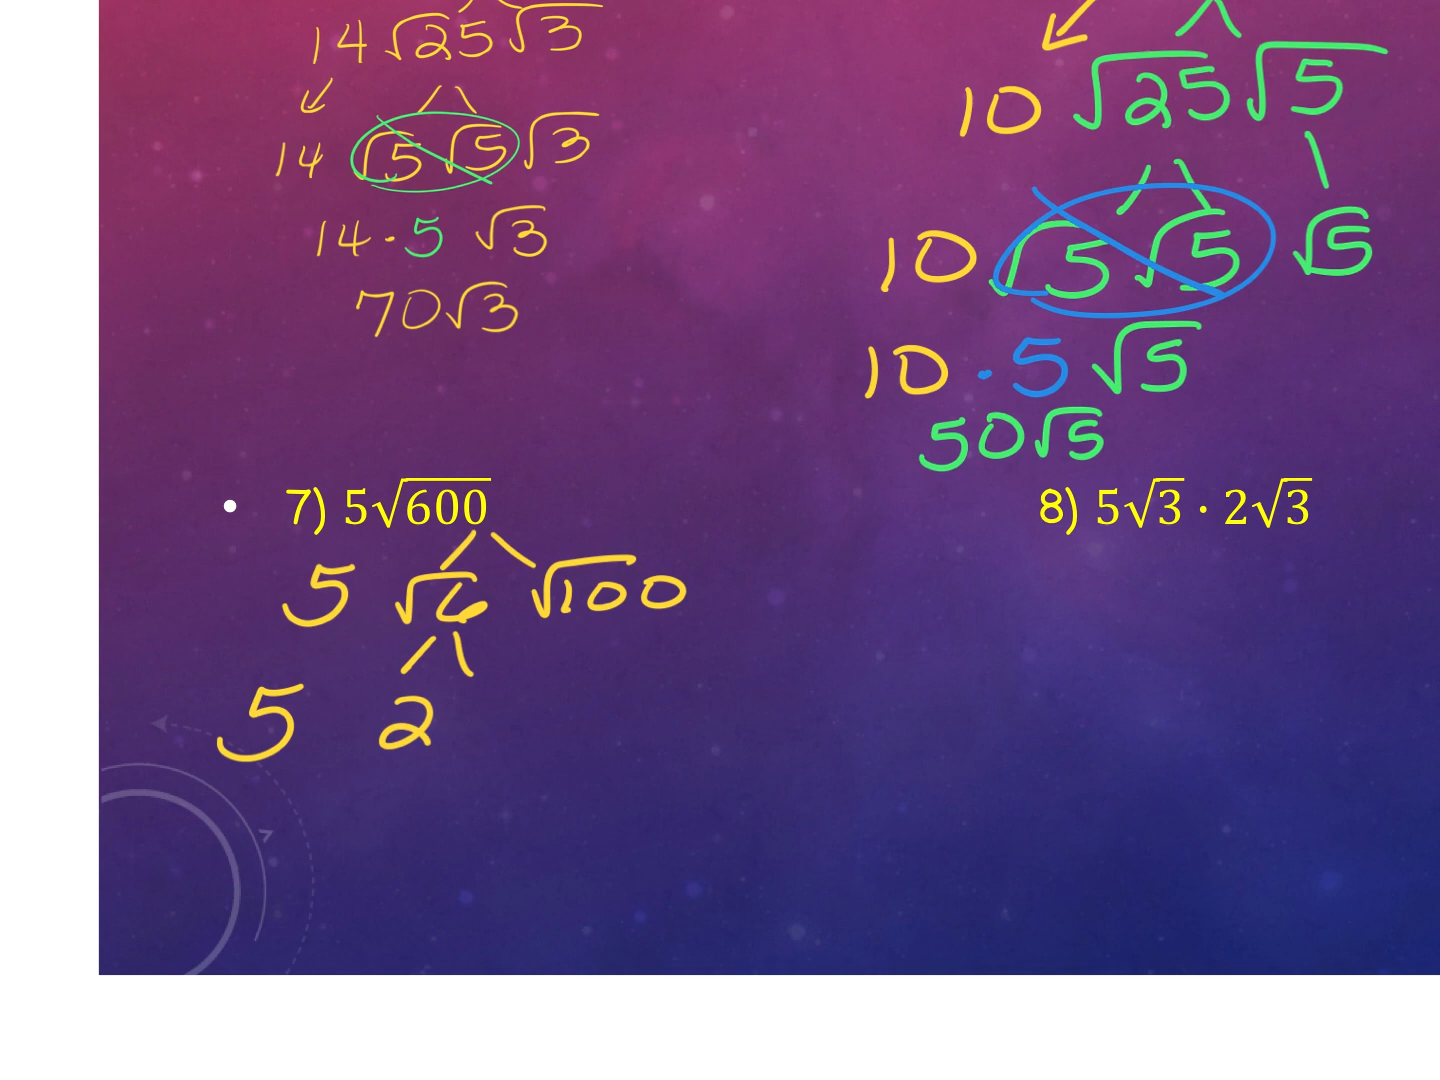 14 √25 √3
14 √5 √5 √3
14 · 5 √3
70√3
10 √25 √5
10 √5 √5 √5
10 · 5 √5
50√5
• 7) 5√600
5 √6 √100
5 2
8) 5√3 · 2√3